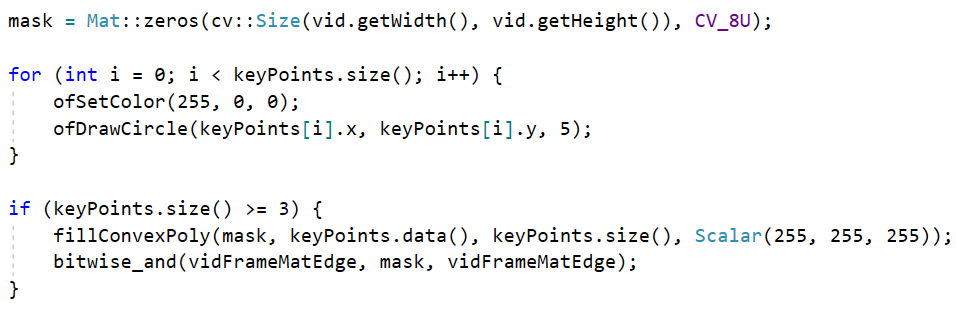 mask = Mat::zeros(cv::Size(vid.getWidth(), vid.getHeight()), CV_8U);

for (int i = 0; i < keyPoints.size(); i++) {
    ofSetColor(255, 0, 0);
    ofDrawCircle(keyPoints[i].x, keyPoints[i].y, 5);
}

if (keyPoints.size() >= 3) {
    fillConvexPoly(mask, keyPoints.data(), keyPoints.size(), Scalar(255, 255, 255));
    bitwise_and(vidFrameMatEdge, mask, vidFrameMatEdge);
}